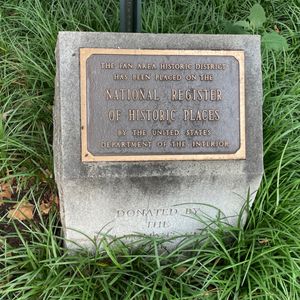 THE FAN AREA HISTORIC DISTRICT
HAS BEEN PLACED ON THE
NATIONAL REGISTER
OF HISTORIC PLACES
BY THE UNITED STATES
DEPARTMENT OF THE INTERIOR
DONATED BY
THE